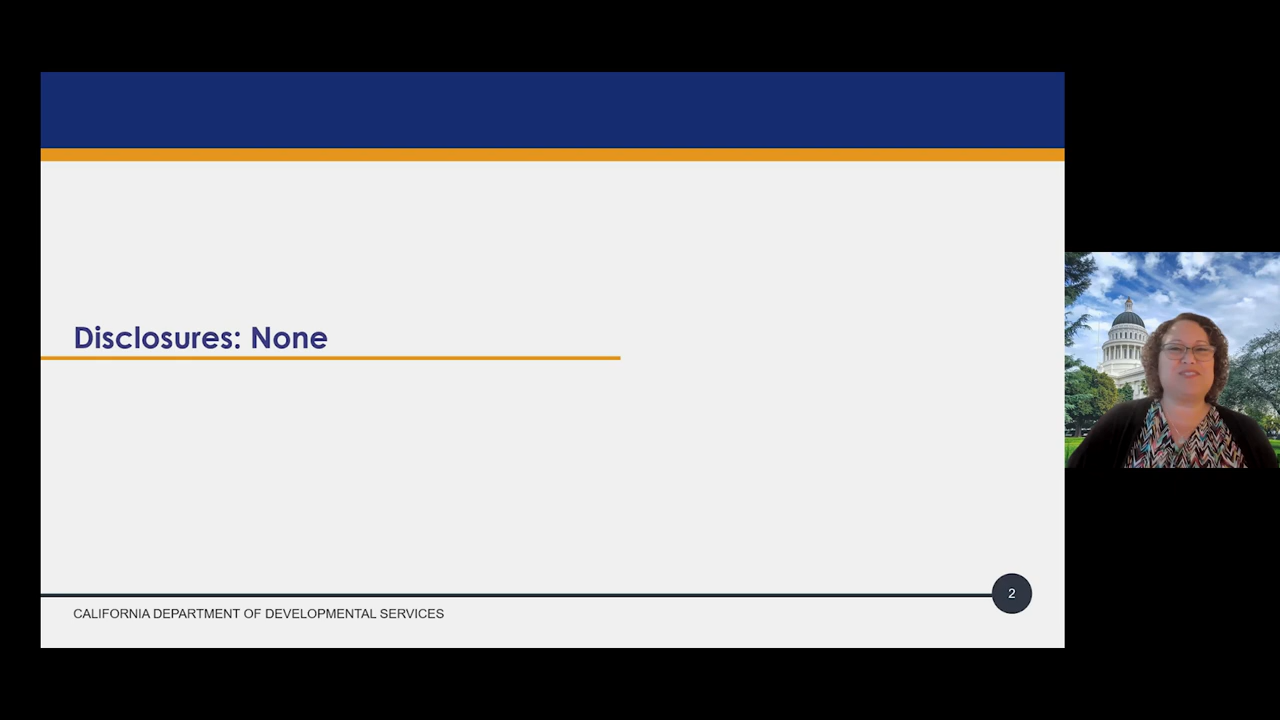 Disclosures: None
2
CALIFORNIA DEPARTMENT OF DEVELOPMENTAL SERVICES